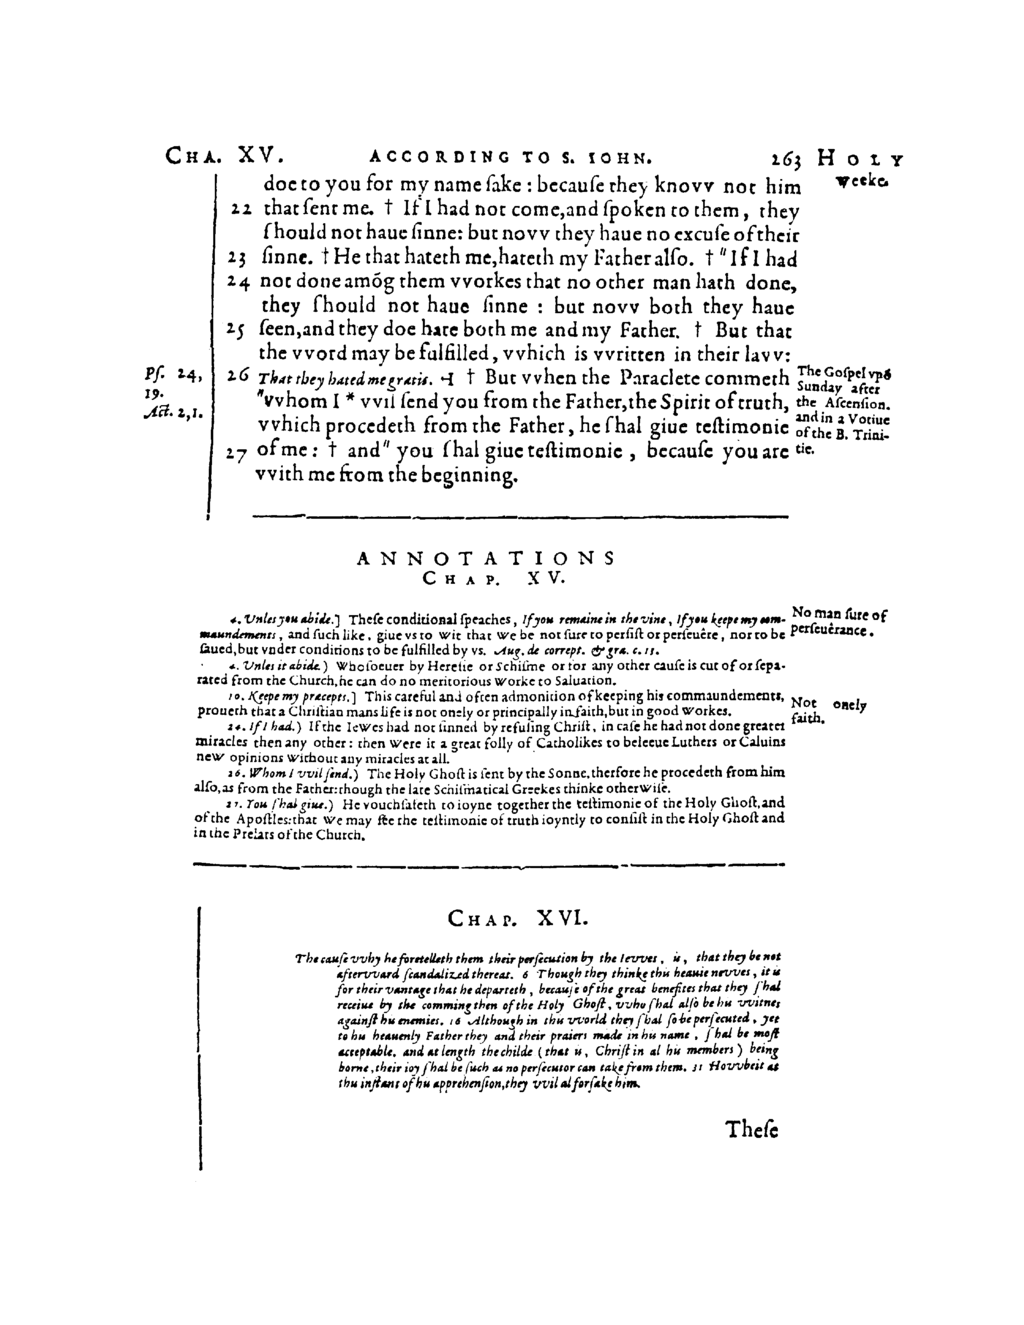 CHA. XV. ACCORDING TO S. IOHN. 263 HOLY
weeke.
doe to you for my name ſake : becauſe they knovv not him
22 that ſent me. † If I had not come,and ſpoken to them, they
ſhould not haue ſinne: but novv they haue no excuſe of their
23 ſinne. † He that hateth me,hateth my Father alſo. † "If I had
24 not done amõg them vvorkes that no other man hath done,
they ſhould not haue ſinne : but novv both they haue
25 ſeen,and they doe hate both me and my Father. † But that
the vvord may be fulfilled, vvhich is vvritten in their lavv:
26 That they hated me gratis. ⊣ † But vvhen the Paraclete commeth
"vvhom I * vvil ſend you from the Father,the Spirit of truth,
vvhich procedeth from the Father, he ſhal giue teſtimonie
27 of me : † and" you ſhal giue teſtimonie , becauſe you are
vvith me from the beginning.
Pſ. 24,
19.
Act. 2,1.
The Goſpel vpõ
Sunday after
the Aſcenſion.
and in a Votiue
of the B. Trini-
tie.
ANNOTATIONS
CHAP. XV.
4. Vnles you abide.] Theſe conditional ſpeaches, If you remaine in the vine, If you keepe my com-
maundements, and ſuch like, giue vs to wit that we be not ſure to perſiſt or perſeuêre, nor to be
ſaued,but vnder conditions to be fulfilled by vs. Aug. de corrept. & gra. c. 11.
4. Vnles it abide.) Whoſoeuer by Hereſie or Schiſme or for any other cauſe is cut of or ſepa-
rated from the Church,he can do no meritorious worke to Saluation.
10. Keepe my præcepts.] This careful and often admonition of keeping his commaundements,
proueth that a Chriſtian mans life is not onely or principally in faith,but in good workes.
24. If I had.) If the Iewes had not ſinned by refuſing Chriſt, in caſe he had not done greater
miracles then any other: then were it a great folly of Catholikes to beleeue Luthers or Caluins
new opinions without any miracles at all.
26. Whom I vvil ſend.) The Holy Ghoſt is ſent by the Sonne,therfore he procedeth from him
alſo,as from the Father:though the late Schiſmatical Greekes thinke otherwiſe.
27. You ſhal giue.) He vouchſafeth to ioyne together the teſtimonie of the Holy Ghoſt,and
of the Apoſtles:that we may ſee the teſtimonie of truth ioyntly to conſiſt in the Holy Ghoſt and
in the Prelats of the Church.
No man ſure of
perſeuêrance.
Not onely
faith.
CHAP. XVI.
The cauſe vvhy he foretelleth them their perſecution by the Ievves, is, that they be not
aftervvard ſcandalized thereat. 6 Though they thinke this heauie nevves, it is
for their vantage that he departeth, becauſe of the great benefites that they ſhal
receiue by the comming then of the Holy Ghoſt, vvho ſhal alſo be his vvitnes
againſt his enemies. 16 Although in this vvorld they ſhal ſo be perſecuted, yet
to his heauenly Father they and their praiers made in his name, ſhal be moſt
acceptable. and at length the childe (that is, Chriſt in al his members) being
borne, their ioy ſhal be ſuch as no perſecutor can take from them. 31 Hovvbeit at
this inſtant of his apprehenſion,they vvil al forſake him.
Theſe